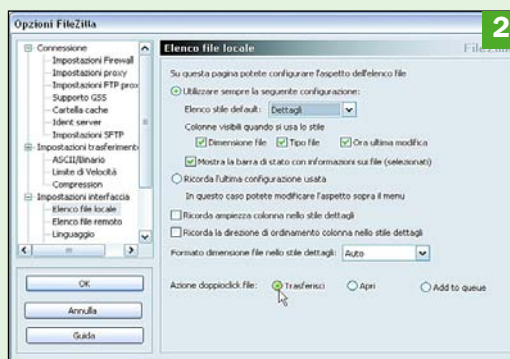 Opzioni FileZilla
2
Connessione
Impostazioni Firewall
Impostazioni proxy
Impostazioni FTP prox
Supporto GSS
Cartella cache
Ident server
Impostazioni SFTP
Impostazioni trasferiment
ASCII/Binario
Limite di Velocità
Compression
Impostazioni interfaccia
Elenco file locale
Elenco file remoto
Linguaggio
OK
Annulla
Guida
Elenco file locale
Su questa pagina potete configurare l'aspetto dell'elenco file
Utilizzare sempre la seguente configurazione:
Elenco stile default: Dettagli
Colonne visibili quando si usa lo stile
Dimensione file Tipo file Ora ultima modifica
Mostra la barra di stato con informazioni sui file (selezionati)
Ricorda l'ultima configurazione usata
In questo caso potete modificare l'aspetto sopra il menu
Ricorda ampiezza colonna nello stile dettagli
Ricorda la direzione di ordinamento colonna nello stile dettagli
Formato dimensione file nello stile dettagli: Auto
Azione doppioclick file: Trasferisci Apri Add to queue